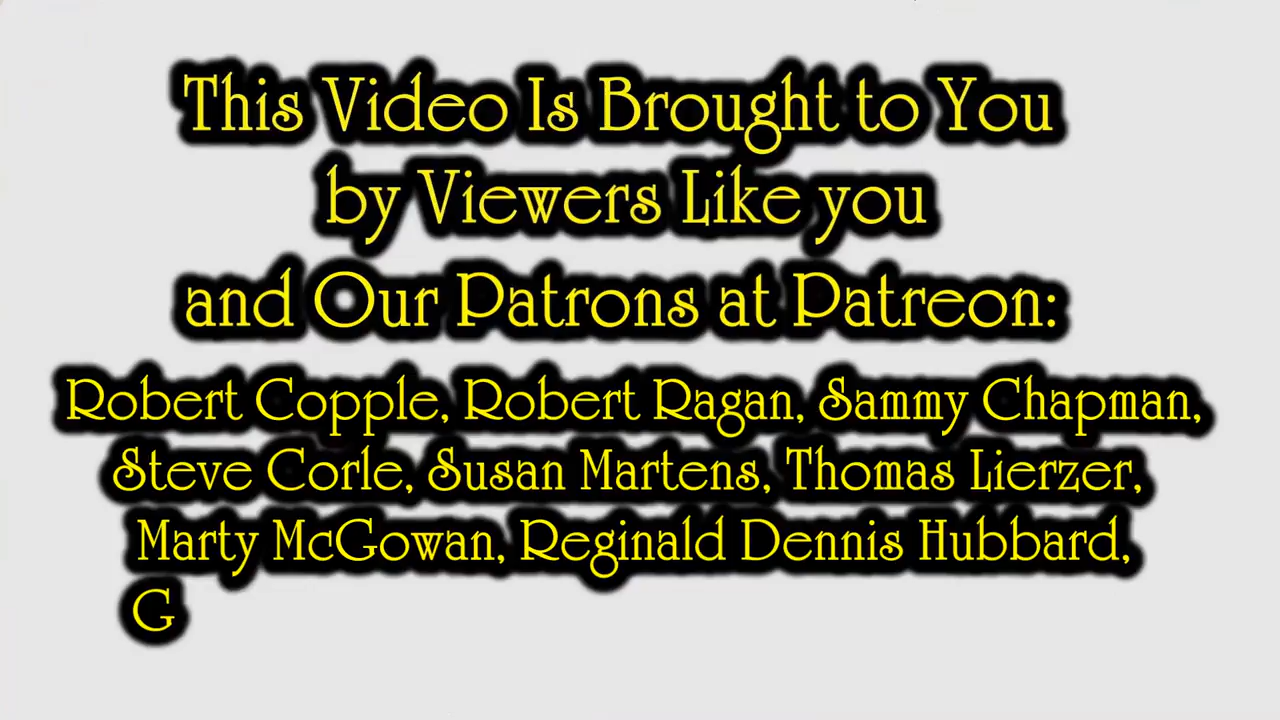 This Video Is Brought to You
by Viewers Like you
and Our Patrons at Patreon:
Robert Copple, Robert Ragan, Sammy Chapman,
Steve Corle, Susan Martens, Thomas Lierzer,
Marty McGowan, Reginald Dennis Hubbard,
G